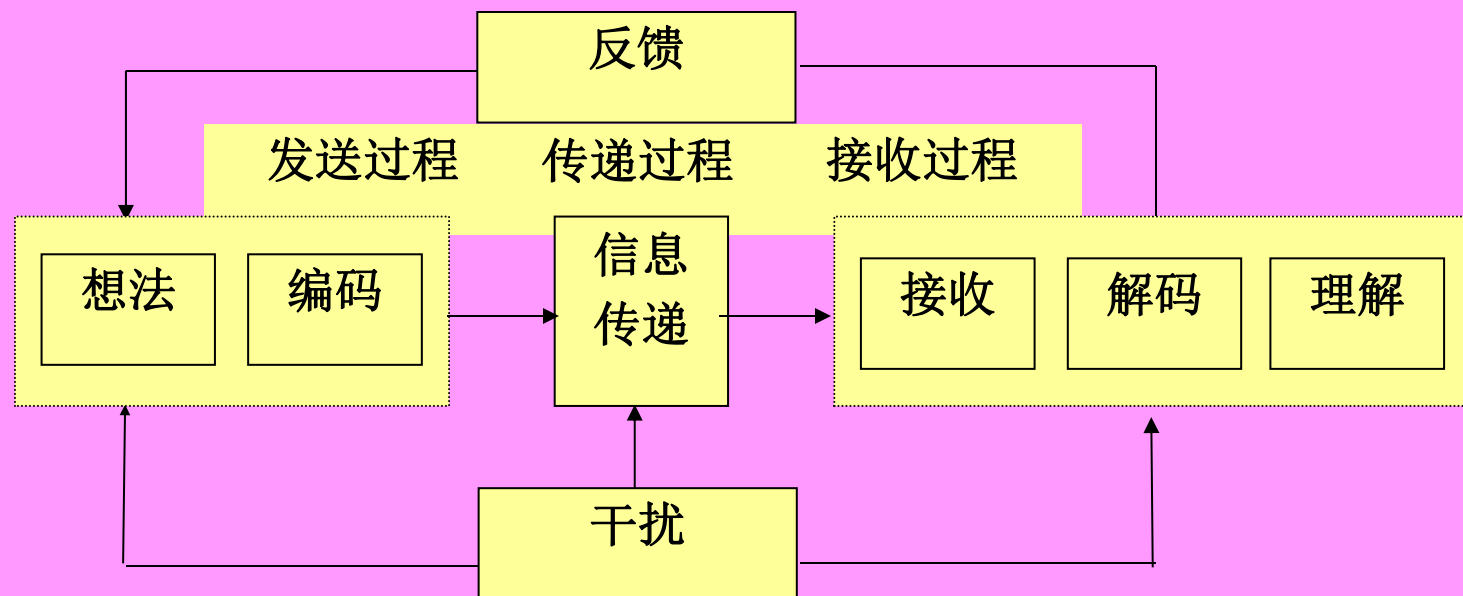 反馈
发送过程 传递过程 接收过程
想法 编码 信息 传递 接收 解码 理解
干扰